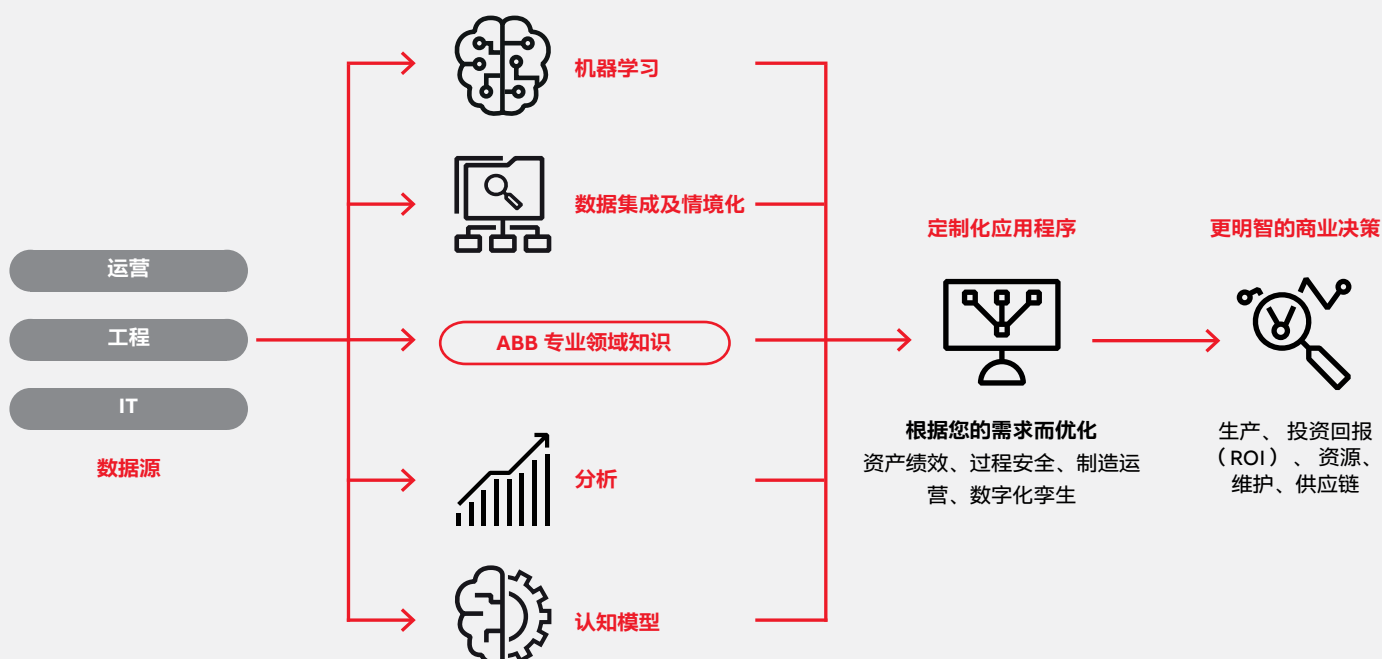 运营
工程
IT
数据源
机器学习
数据集成及情境化
ABB 专业领域知识
分析
认知模型
定制化应用程序
根据您的需求而优化
资产绩效、过程安全、制造运
营、数字化孪生
更明智的商业决策
生产、投资回报
（ROI）、资源、
维护、供应链